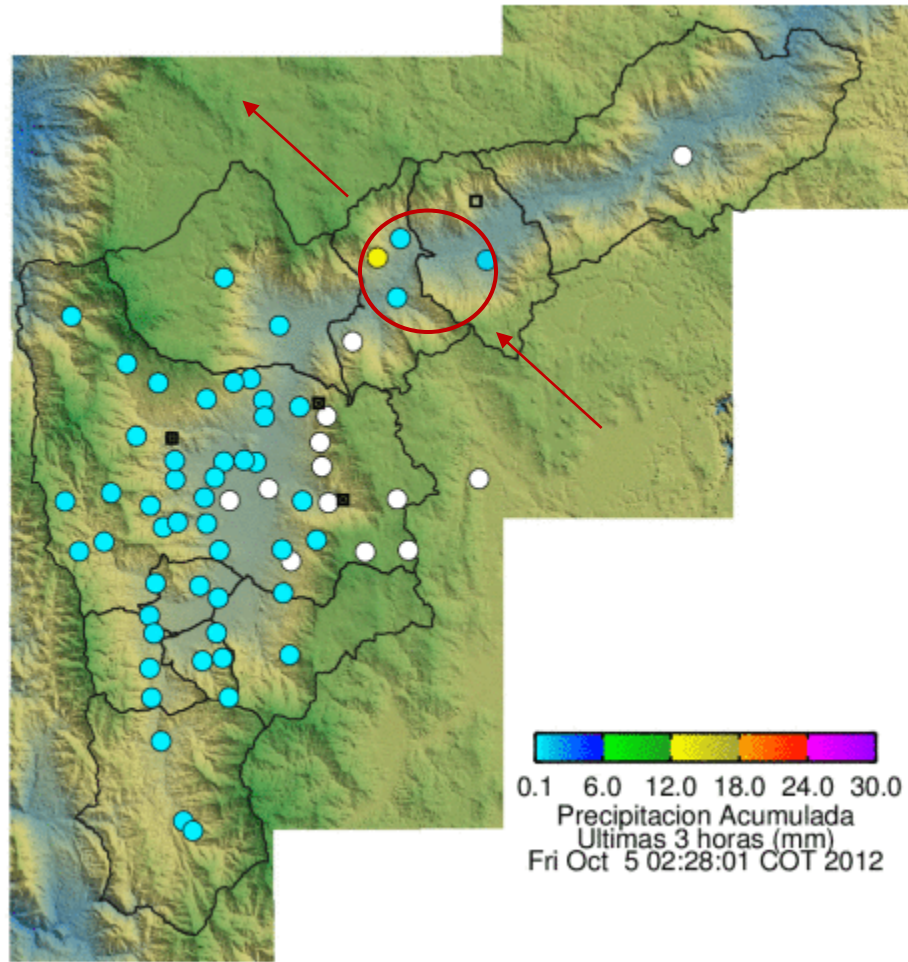 0.1 6.0 12.0 18.0 24.0 30.0
Precipitacion Acumulada
Ultimas 3 horas (mm)
Fri Oct 5 02:28:01 COT 2012